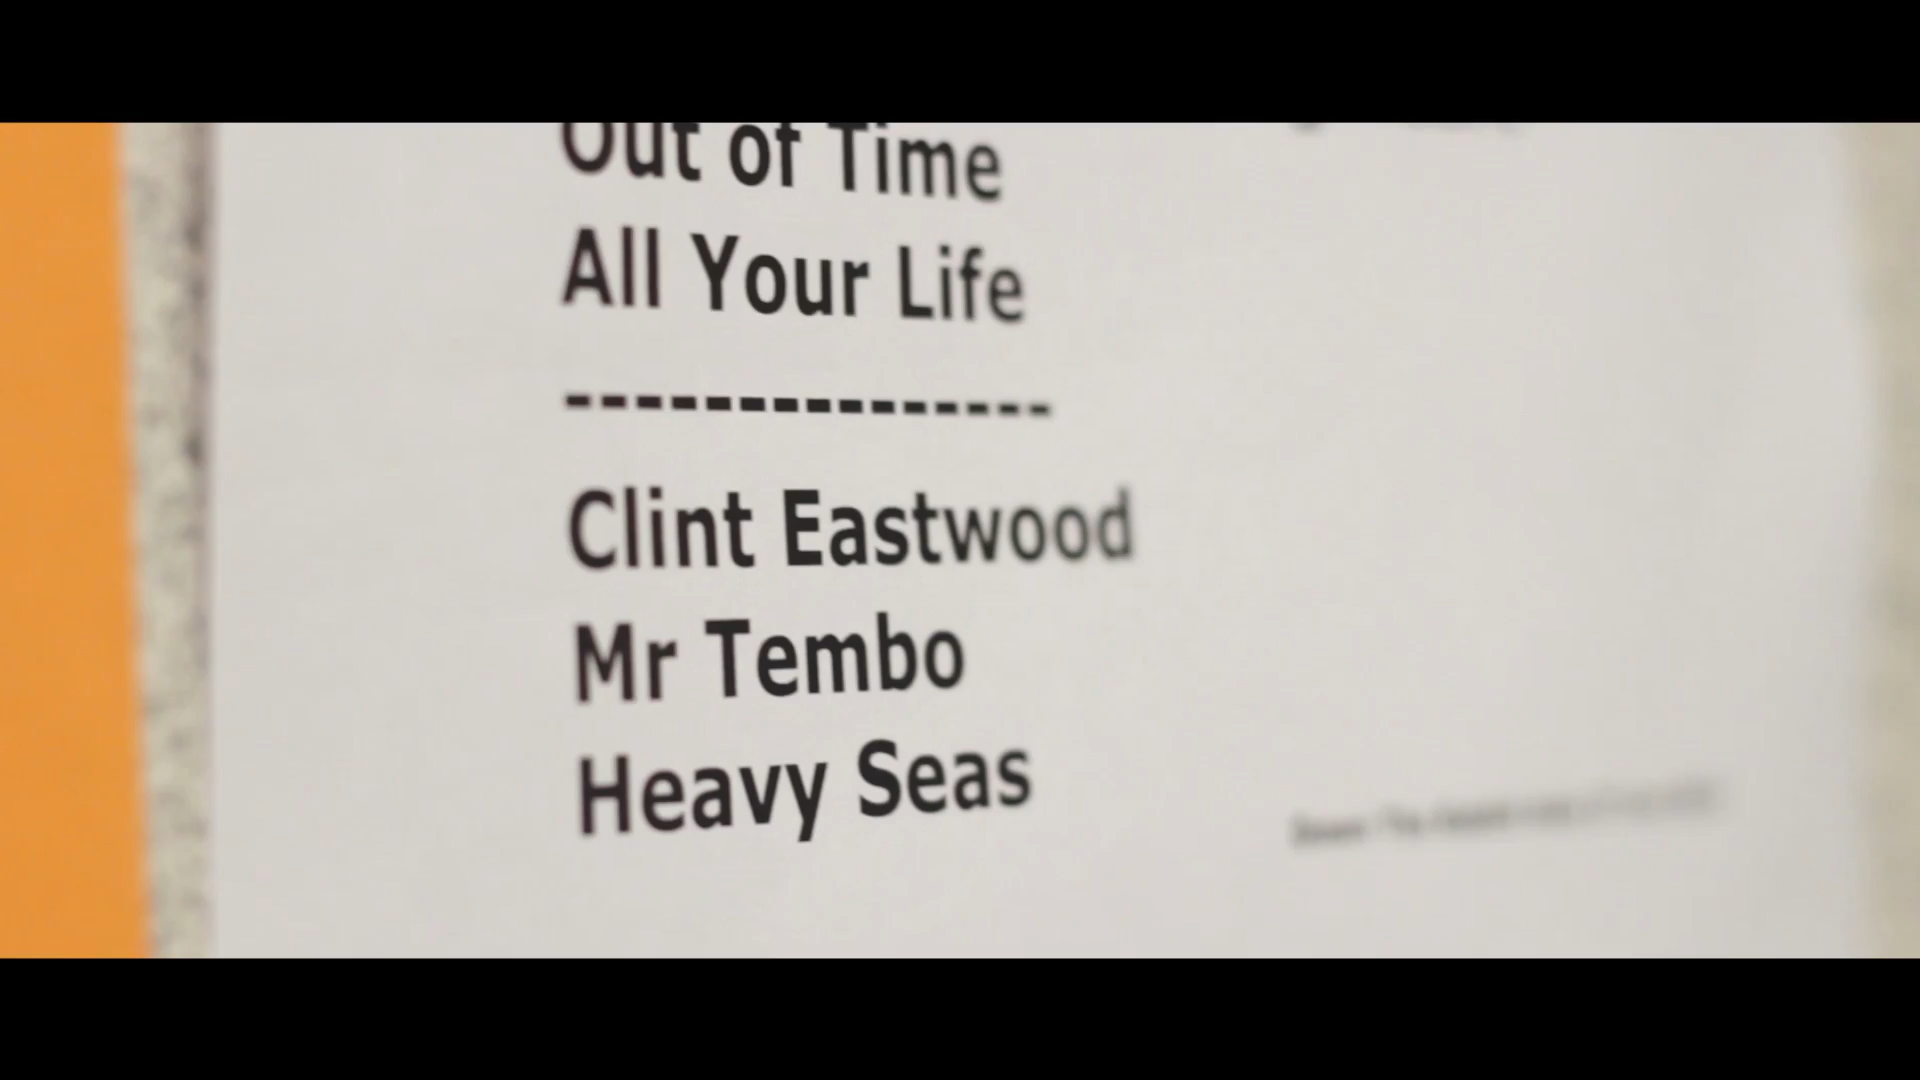 Out of Time
All Your Life
---------------
Clint Eastwood
Mr Tembo
Heavy Seas